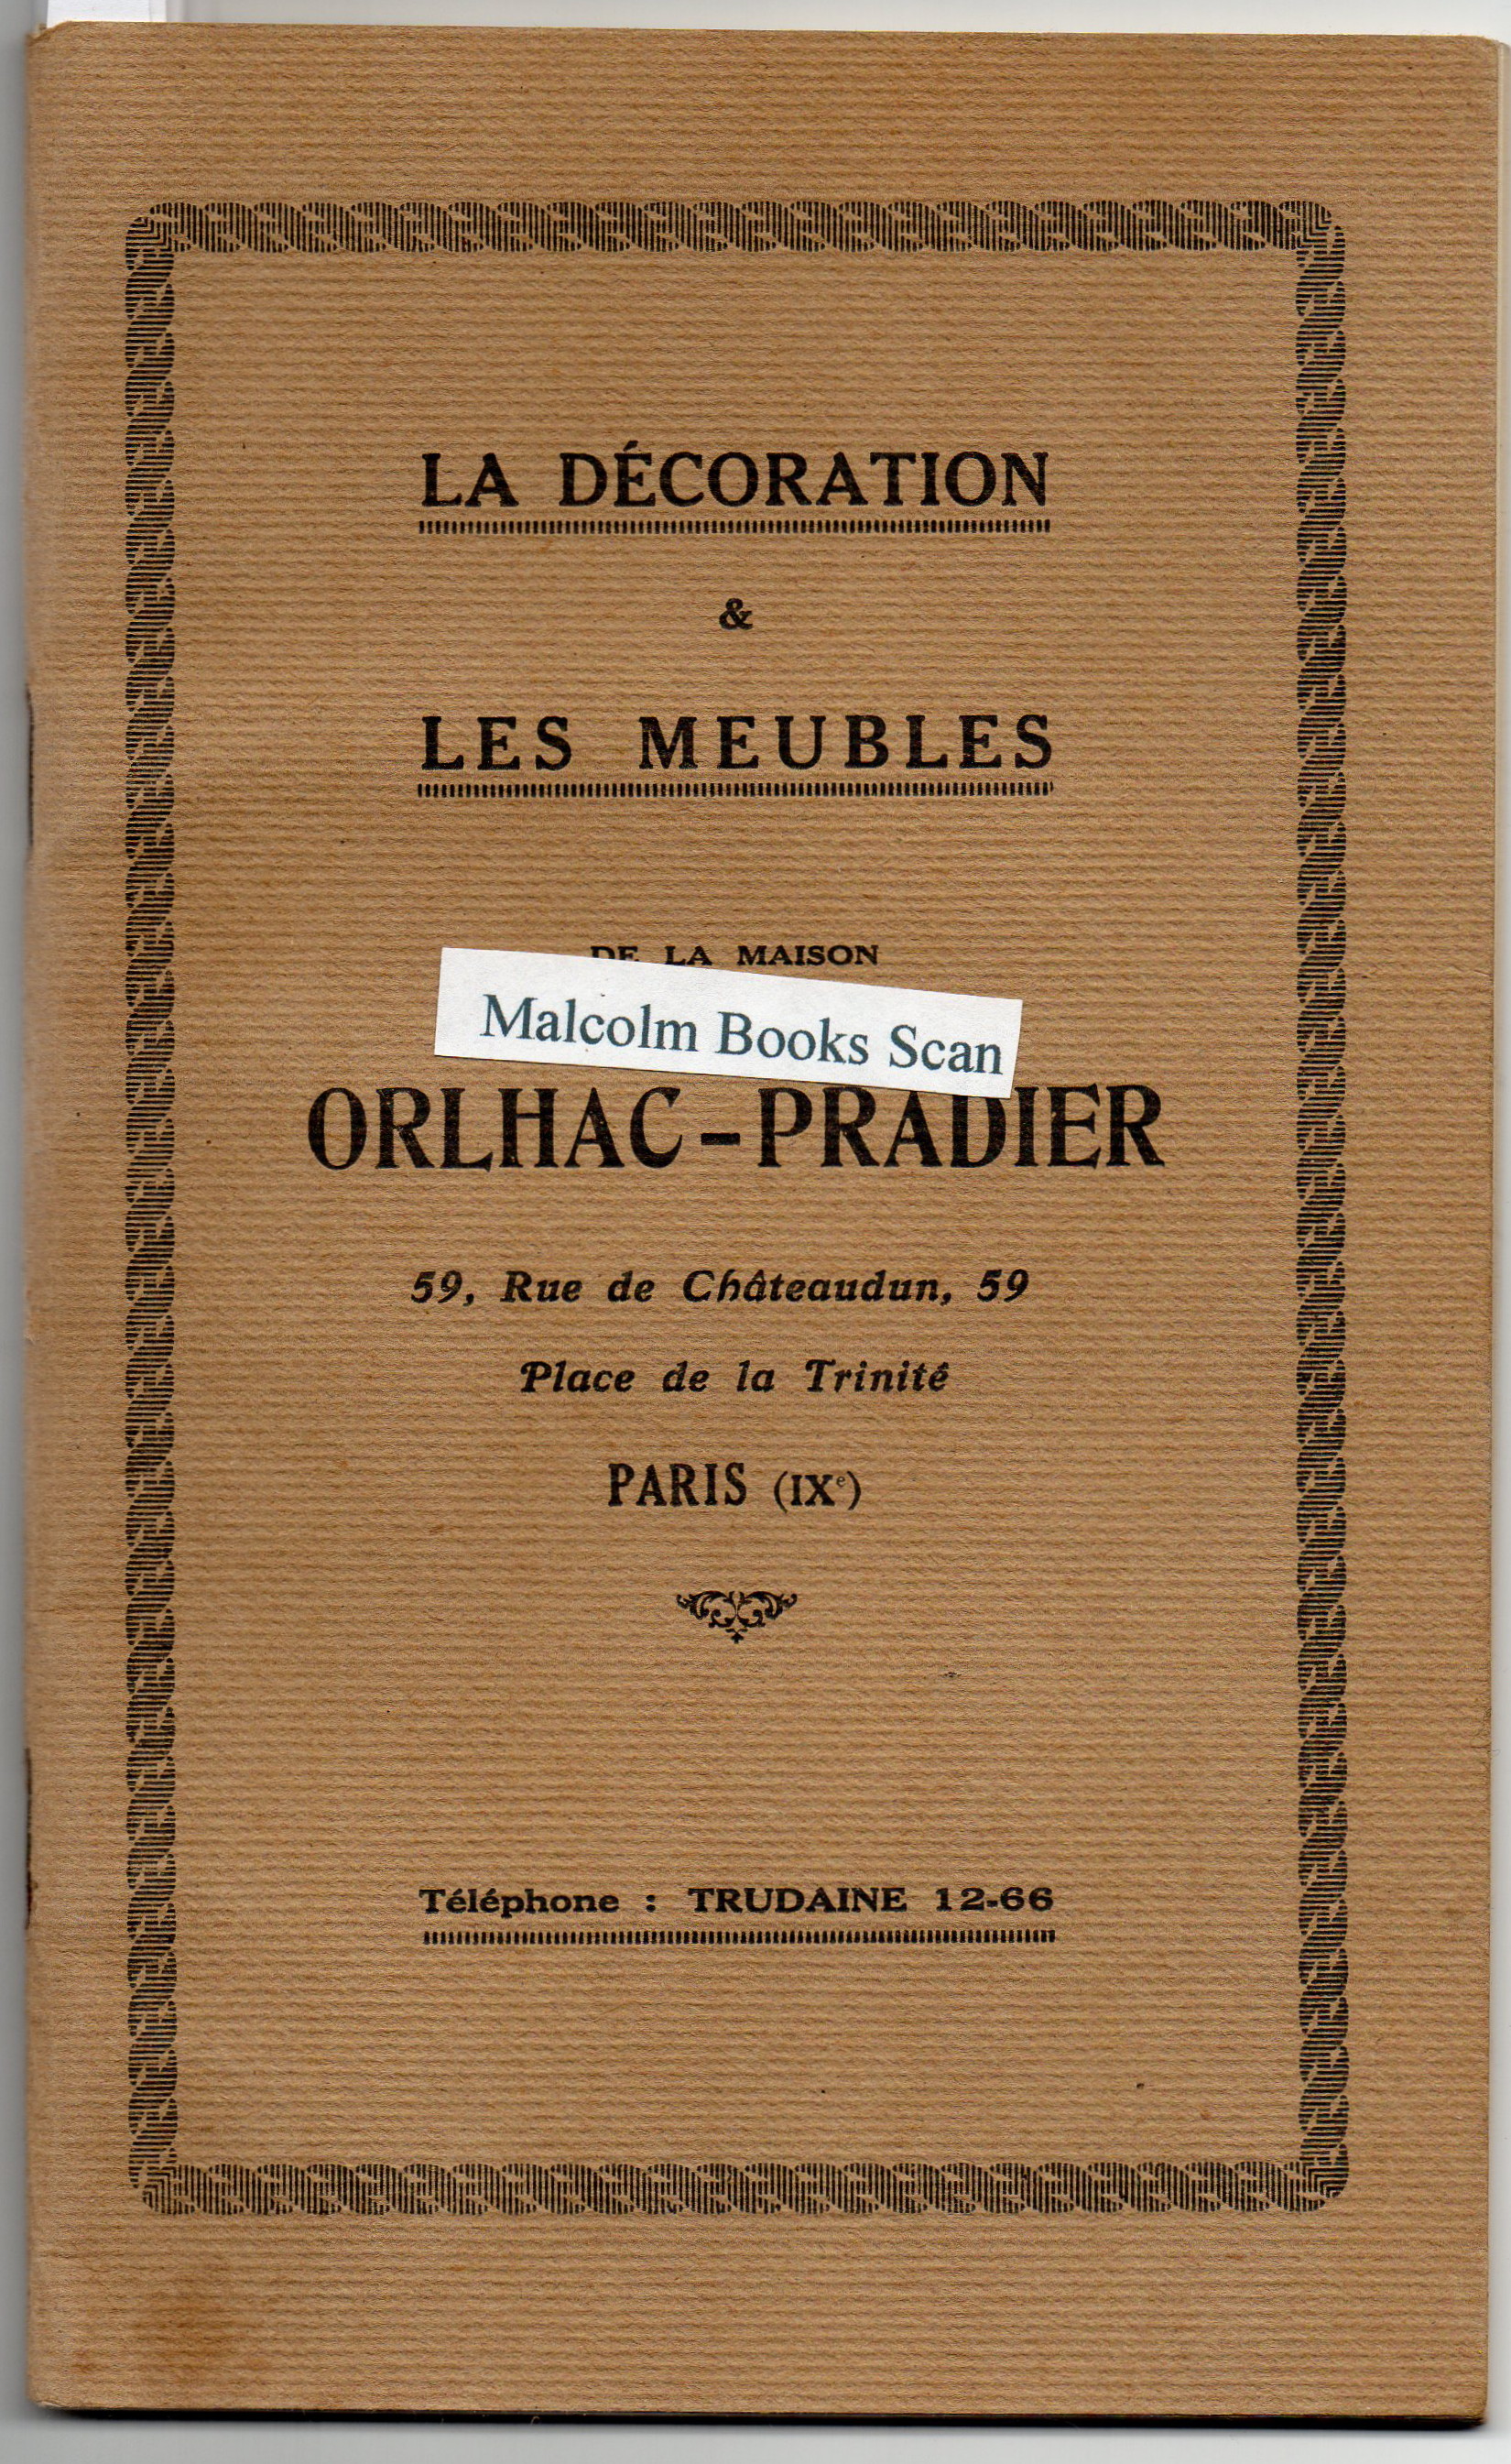 LA DÉCORATION
&
LES MEUBLES
DE LA MAISON
Malcolm Books Scan
ORLHAC-PRADIER
59, Rue de Châteaudun, 59
Place de la Trinité
PARIS (IXe)
Téléphone : TRUDAINE 12-66